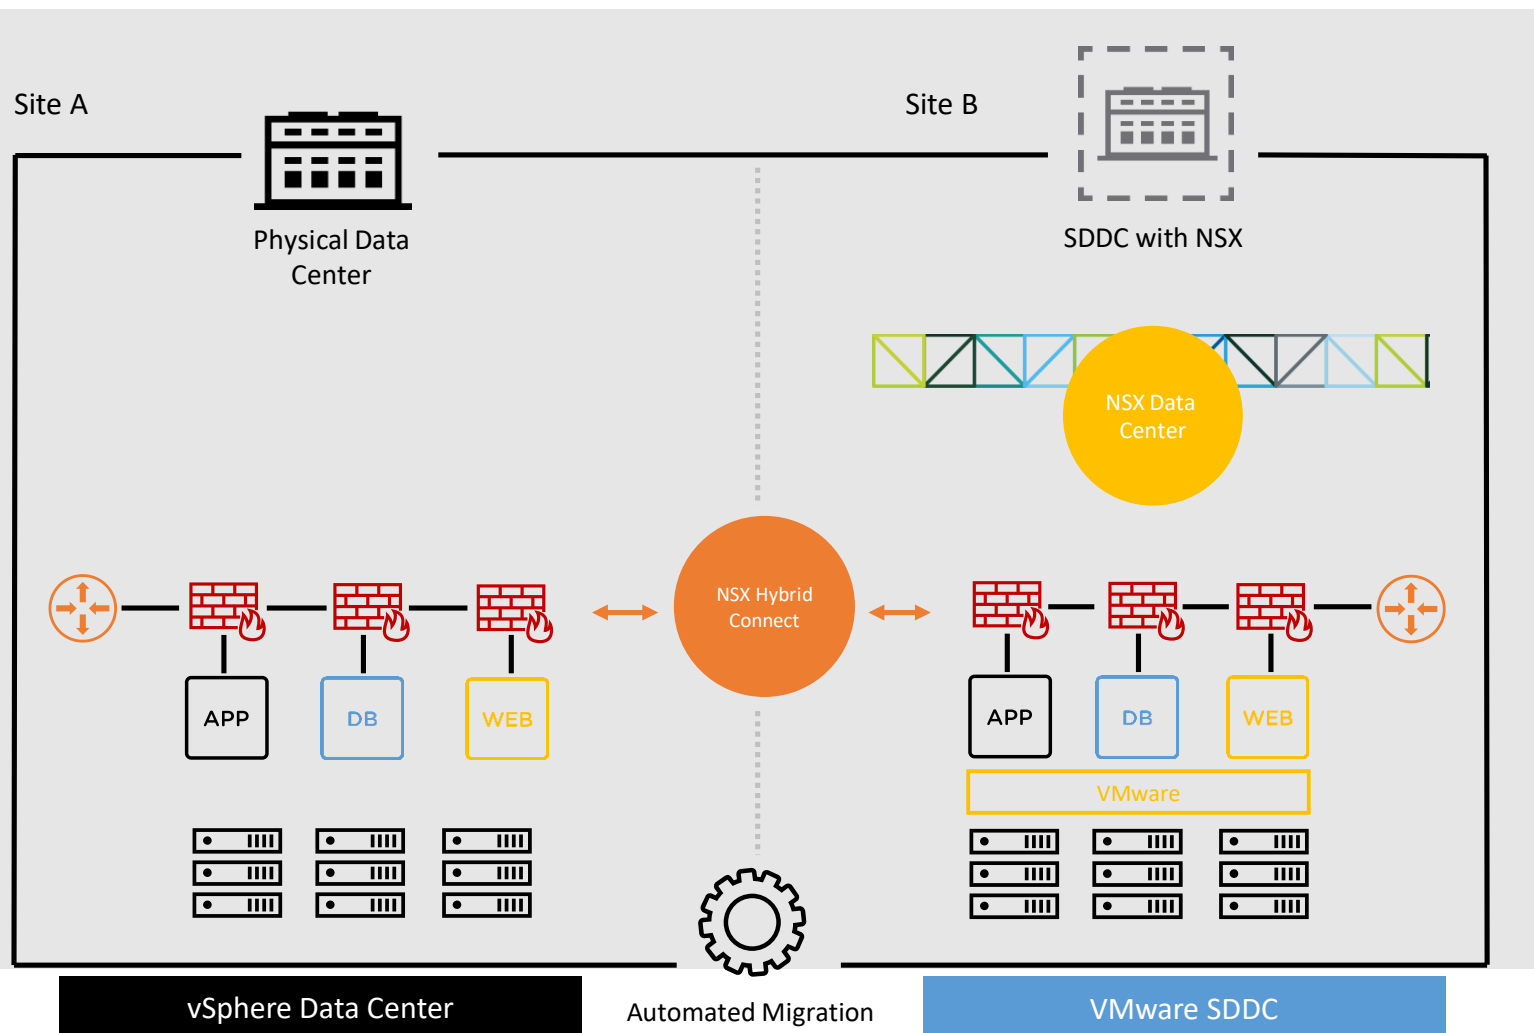 Site A
Site B
Physical Data
Center
SDDC with NSX
NSX Data
Center
NSX Hybrid
Connect
APP
DB
WEB
APP
DB
WEB
VMware
vSphere Data Center
Automated Migration
VMware SDDC